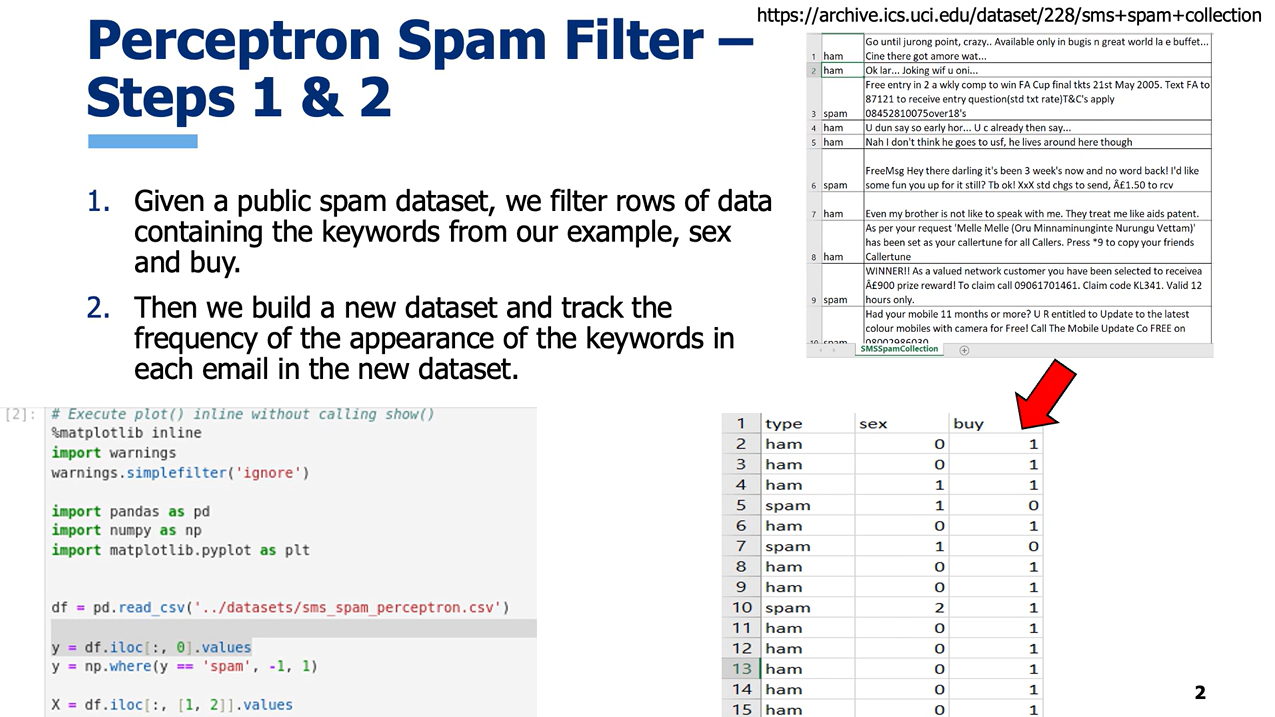 https://archive.ics.uci.edu/dataset/228/sms+spam+collection
Perceptron Spam Filter –
Steps 1 & 2
1. Given a public spam dataset, we filter rows of data
containing the keywords from our example, sex
and buy.
2. Then we build a new dataset and track the
frequency of the appearance of the keywords in
each email in the new dataset.
Go until jurong point, crazy.. Available only in bugis n great world la e buffet...
1 ham Cine there got amore wat...
2 ham Ok lar... Joking wif u oni...
Free entry in 2 a wkly comp to win FA Cup final tkts 21st May 2005. Text FA to
87121 to receive entry question(std txt rate)T&C's apply
3 spam 08452810075over18's
4 ham U dun say so early hor... U c already then say...
5 ham Nah I don't think he goes to usf, he lives around here though
FreeMsg Hey there darling it's been 3 week's now and no word back! I'd like
6 spam some fun you up for it still? Tb ok! XxX std chgs to send, Â£1.50 to rcv
7 ham Even my brother is not like to speak with me. They treat me like aids patent.
As per your request 'Melle Melle (Oru Minnaminunginte Nurungu Vettam)'
has been set as your callertune for all Callers. Press *9 to copy your friends
8 ham Callertune
WINNER!! As a valued network customer you have been selected to receivea
Â£900 prize reward! To claim call 09061701461. Claim code KL341. Valid 12
9 spam hours only.
Had your mobile 11 months or more? U R entitled to Update to the latest
colour mobiles with camera for Free! Call The Mobile Update Co FREE on
10 spam 08002986030
SMSSpamCollection
[2]: # Execute plot() inline without calling show()
%matplotlib inline
import warnings
warnings.simplefilter('ignore')
import pandas as pd
import numpy as np
import matplotlib.pyplot as plt
df = pd.read_csv('../datasets/sms_spam_perceptron.csv')
y = df.iloc[:, 0].values
y = np.where(y == 'spam', -1, 1)
X = df.iloc[:, [1, 2]].values
1 type sex buy
2 ham 0 1
3 ham 0 1
4 ham 1 1
5 spam 1 0
6 ham 0 1
7 spam 1 0
8 ham 0 1
9 ham 0 1
10 spam 2 1
11 ham 0 1
12 ham 0 1
13 ham 0 1
14 ham 0 1
15 ham 0 1
2